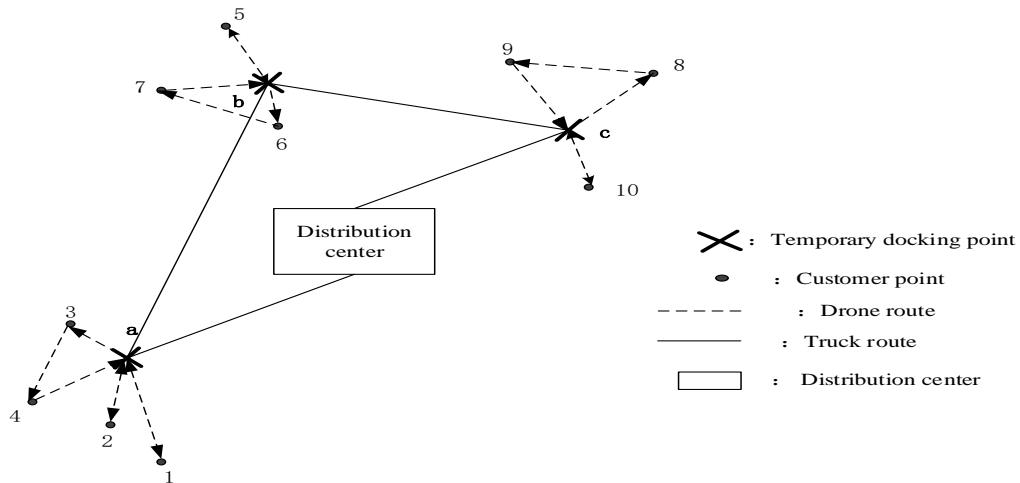 5
9
8
7
b
c
6
10
Distribution
center
3
a
4
2
1
: Temporary docking point
: Customer point
: Drone route
: Truck route
: Distribution center